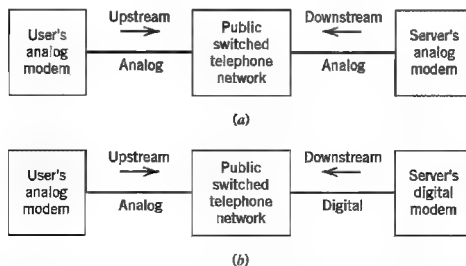 User's
analog
modem
Upstream
Analog
Public
switched
telephone
network
Downstream
Analog
Server's
analog
modem
(a)
User's
analog
modem
Upstream
Analog
Public
switched
telephone
network
Downstream
Digital
Server's
digital
modem
(b)